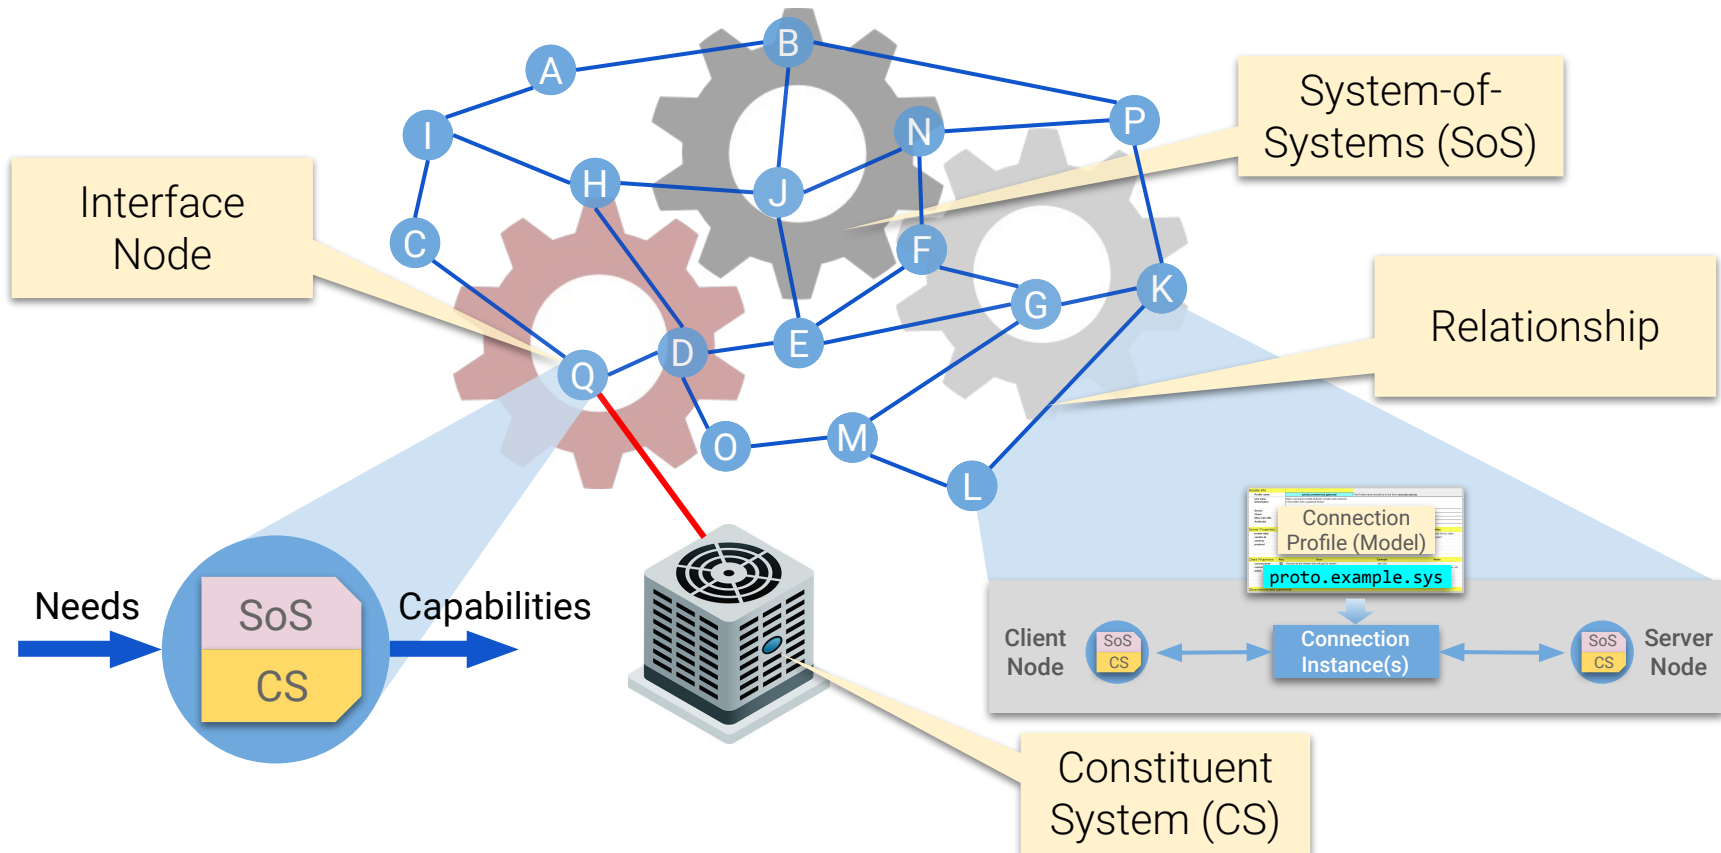 A
B
System-of-
Systems (SoS)
I
N
P
Interface
Node
H
J
C
F
K
G
Relationship
Q
D
E
O
M
L
Connection
Profile (Model)
proto.example.sys
Needs
SoS
CS
Capabilities
Client
Node
SoS
CS
Connection
Instance(s)
SoS
CS
Server
Node
Constituent
System (CS)